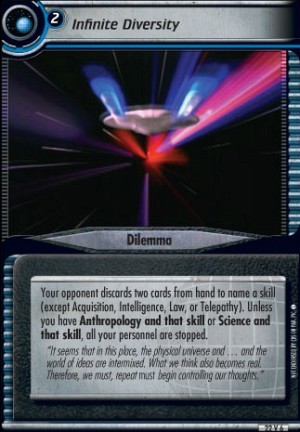 2 Infinite Diversity
Dilemma
Your opponent discards two cards from hand to name a skill
(except Acquisition, Intelligence, Law, or Telepathy). Unless
you have Anthropology and that skill or Science and
that skill, all your personnel are stopped.
"It seems that in this place, the physical universe and . . . and the
world of ideas are intermixed. What we think also becomes real.
Therefore, we must, repeat must begin controlling our thoughts."
22 V 6